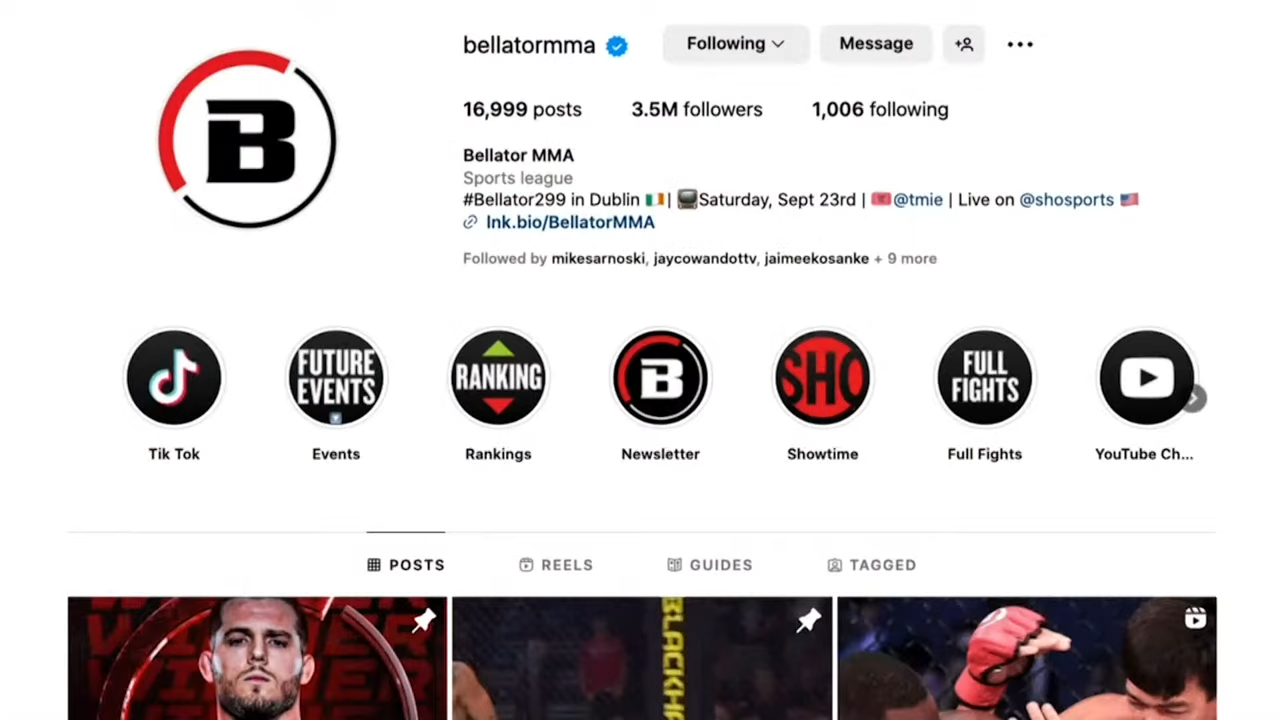 bellatormma
Following
Message
16,999 posts
3.5M followers
1,006 following
Bellator MMA
Sports league
#Bellator299 in Dublin 🇮🇪| 📺Saturday, Sept 23rd | 🎟️@tmie | Live on @shosports 🇺🇸
lnk.bio/BellatorMMA
Followed by mikesarnoski, jaycowandottv, jaimeekosanke + 9 more
B
FUTURE
EVENTS
RANKING
B
SHO
FULL
FIGHTS
Tik Tok
Events
Rankings
Newsletter
Showtime
Full Fights
YouTube Ch...
POSTS
REELS
GUIDES
TAGGED
WINNER
WINNER